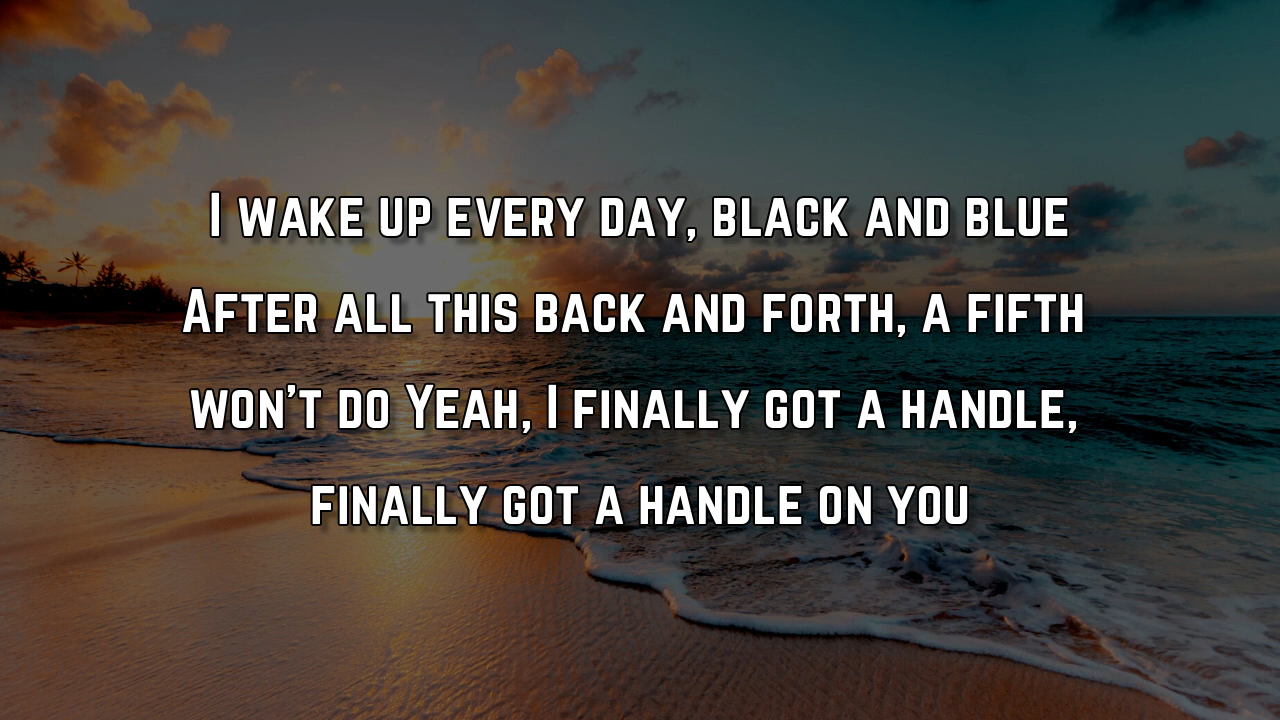 I wake up every day, black and blue
After all this back and forth, a fifth
won't do Yeah, I finally got a handle,
finally got a handle on you